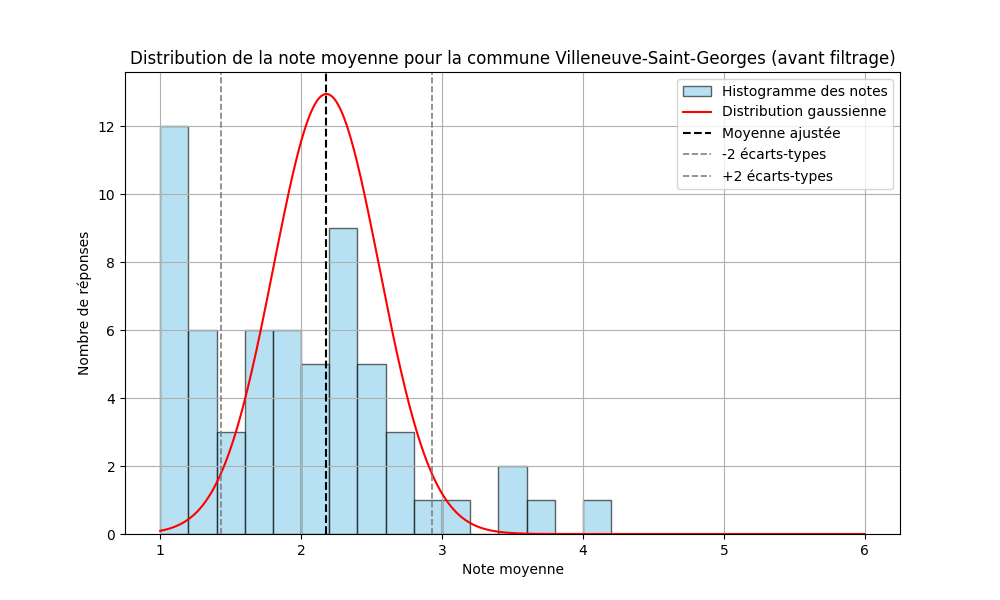 Distribution de la note moyenne pour la commune Villeneuve-Saint-Georges (avant filtrage)
Histogramme des notes
Distribution gaussienne
Moyenne ajustée
-2 écarts-types
+2 écarts-types
Nombre de réponses
12
10
8
6
4
2
0
1 2 3 4 5 6
Note moyenne